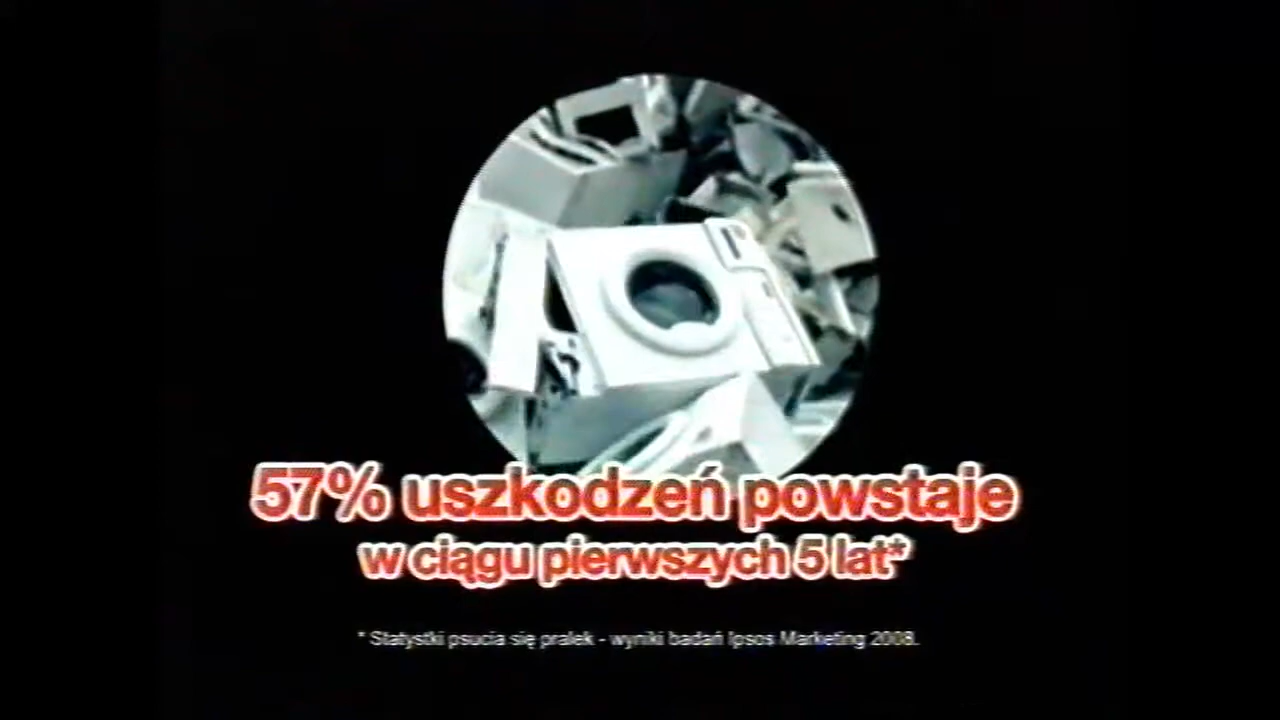 57% uszkodzeń powstaje
w ciągu pierwszych 5 lat*
* Statystki psucia się pralek - wyniki badań Ipsos Marketing 2008.